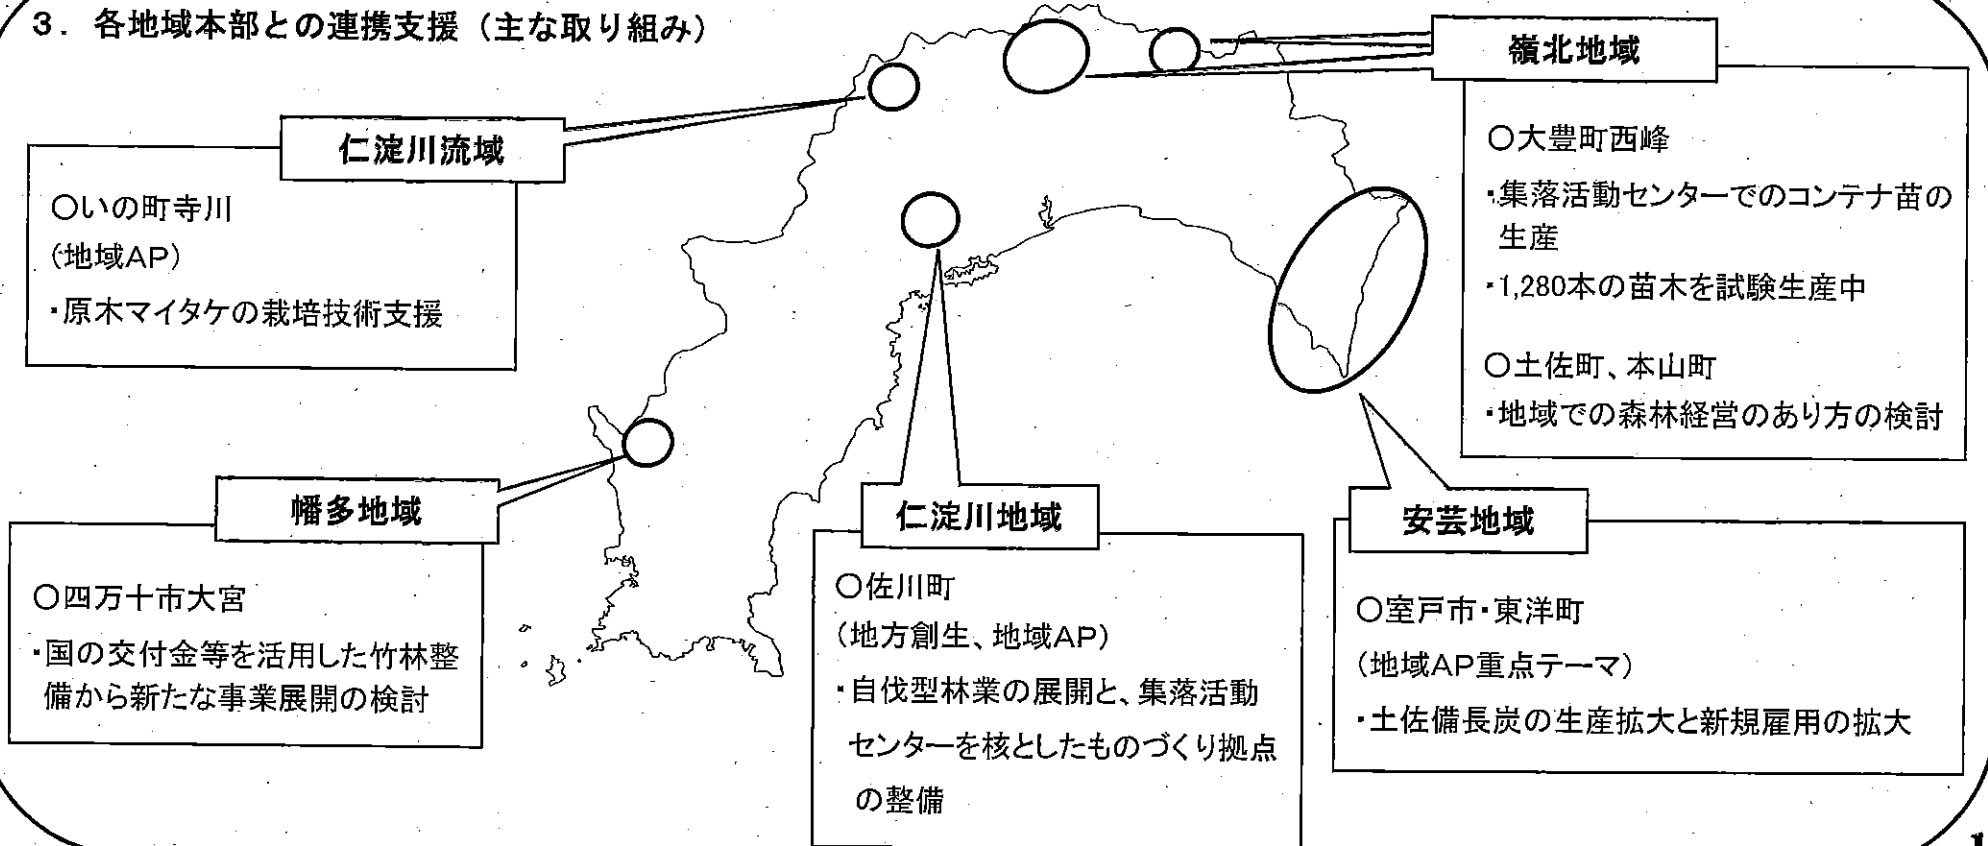 3．各地域本部との連携支援（主な取り組み）
仁淀川流域
○いの町寺川
（地域AP）
・原木マイタケの栽培技術支援
嶺北地域
○大豊町西峰
・集落活動センターでのコンテナ苗の
生産
・1,280本の苗木を試験生産中
○土佐町、本山町
・地域での森林経営のあり方の検討
幡多地域
○四万十市大宮
・国の交付金等を活用した竹林整
備から新たな事業展開の検討
仁淀川地域
○佐川町
（地方創生、地域AP）
・自伐型林業の展開と、集落活動
センターを核としたものづくり拠点
の整備
安芸地域
○室戸市・東洋町
（地域AP重点テーマ）
・土佐備長炭の生産拡大と新規雇用の拡大